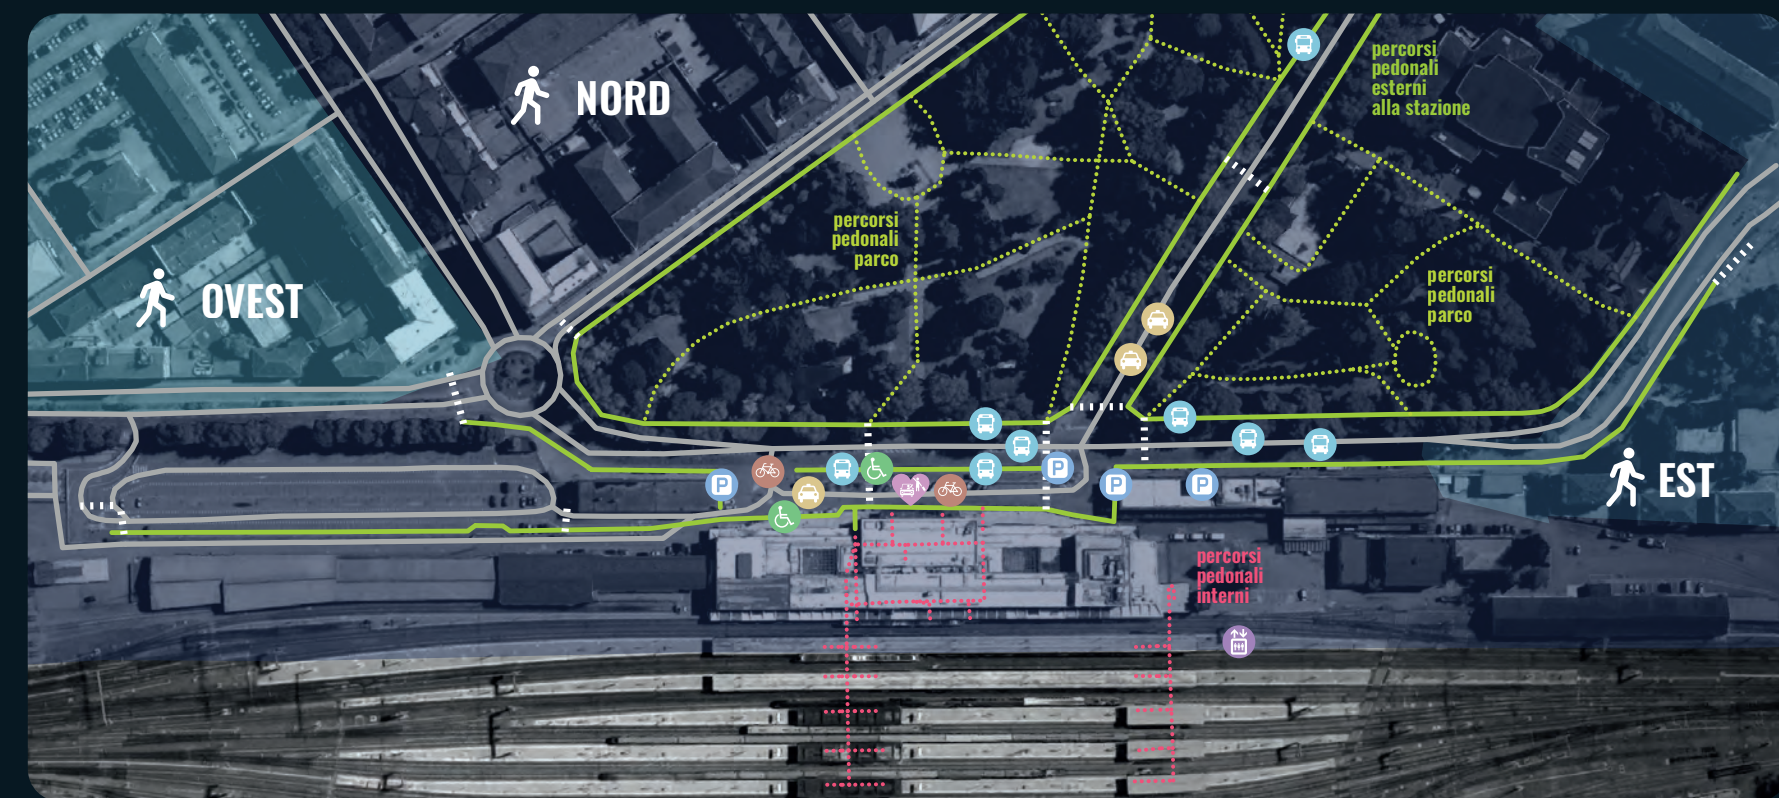 NORD
percorsi
pedonali
esterni
alla stazione
percorsi
pedonali
parco
OVEST
percorsi
pedonali
parco
P
P
P
P
EST
percorsi
pedonali
interni